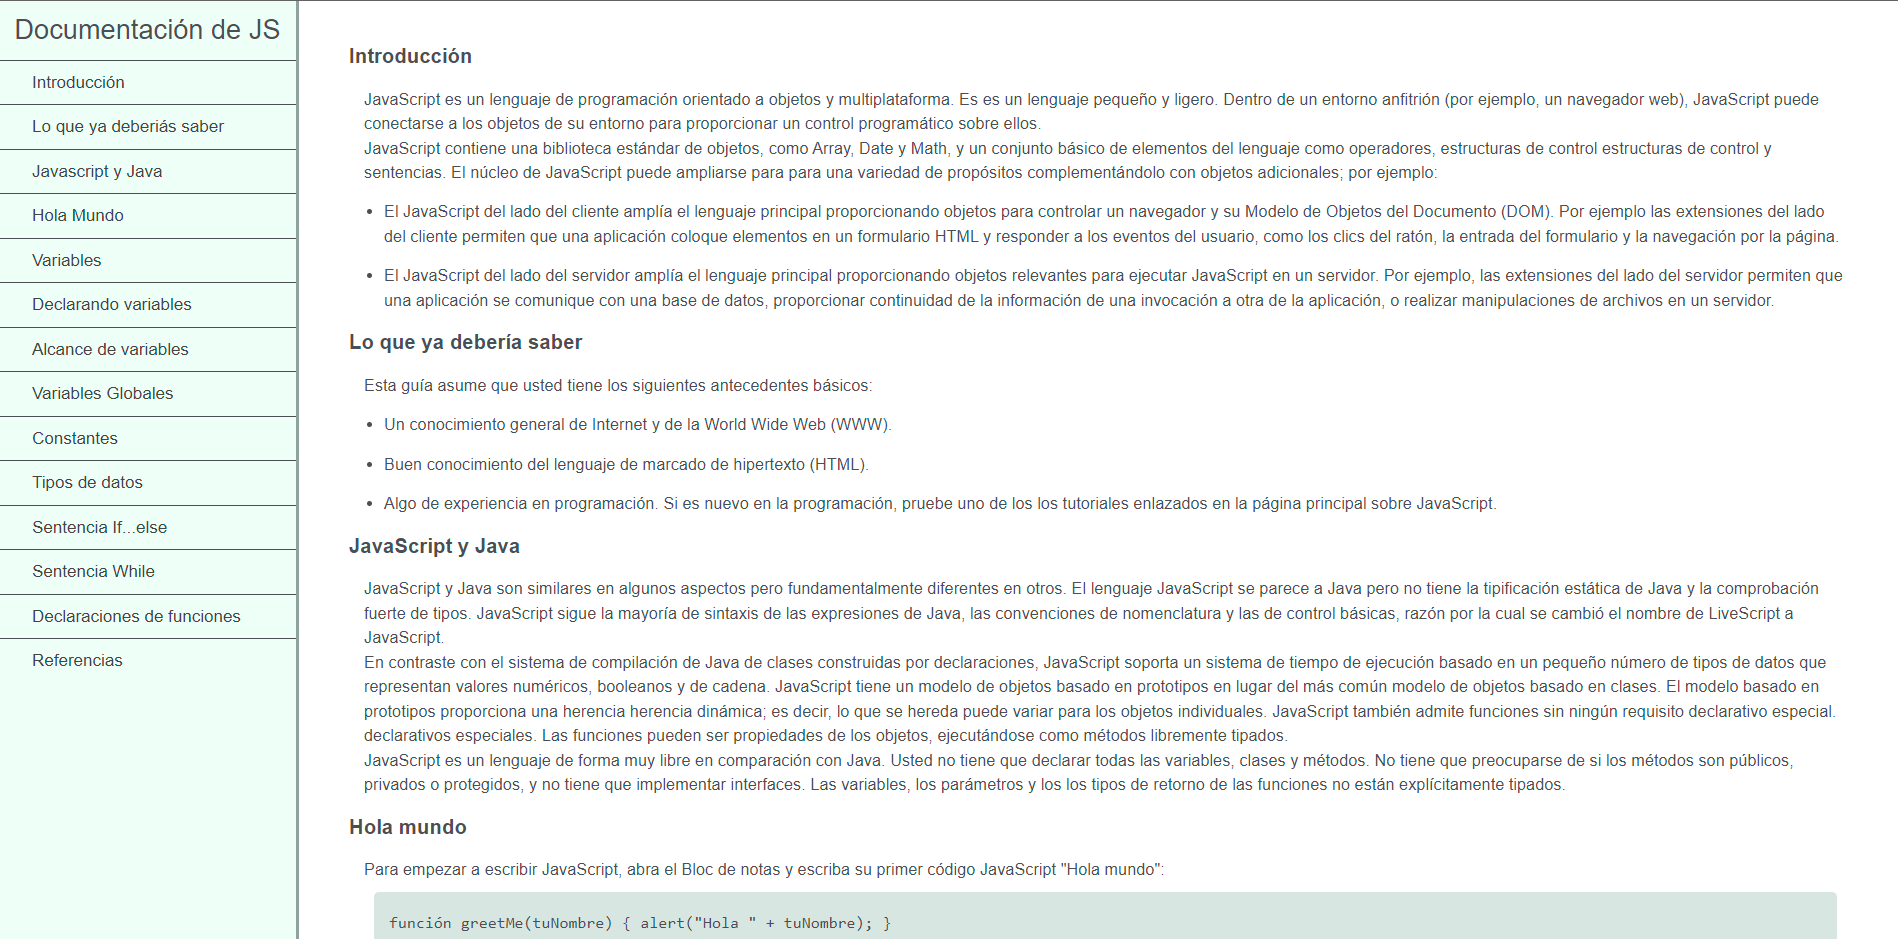 Documentación de JS
Introducción
Lo que ya deberiás saber
Javascript y Java
Hola Mundo
Variables
Declarando variables
Alcance de variables
Variables Globales
Constantes
Tipos de datos
Sentencia If...else
Sentencia While
Declaraciones de funciones
Referencias
Introducción
JavaScript es un lenguaje de programación orientado a objetos y multiplataforma. Es es un lenguaje pequeño y ligero. Dentro de un entorno anfitrión (por ejemplo, un navegador web), JavaScript puede
conectarse a los objetos de su entorno para proporcionar un control programático sobre ellos.
JavaScript contiene una biblioteca estándar de objetos, como Array, Date y Math, y un conjunto básico de elementos del lenguaje como operadores, estructuras de control estructuras de control y
sentencias. El núcleo de JavaScript puede ampliarse para para una variedad de propósitos complementándolo con objetos adicionales; por ejemplo:
• El JavaScript del lado del cliente amplía el lenguaje principal proporcionando objetos para controlar un navegador y su Modelo de Objetos del Documento (DOM). Por ejemplo las extensiones del lado
del cliente permiten que una aplicación coloque elementos en un formulario HTML y responder a los eventos del usuario, como los clics del ratón, la entrada del formulario y la navegación por la página.
• El JavaScript del lado del servidor amplía el lenguaje principal proporcionando objetos relevantes para ejecutar JavaScript en un servidor. Por ejemplo, las extensiones del lado del servidor permiten que
una aplicación se comunique con una base de datos, proporcionar continuidad de la información de una invocación a otra de la aplicación, o realizar manipulaciones de archivos en un servidor.
Lo que ya debería saber
Esta guía asume que usted tiene los siguientes antecedentes básicos:
• Un conocimiento general de Internet y de la World Wide Web (WWW).
• Buen conocimiento del lenguaje de marcado de hipertexto (HTML).
• Algo de experiencia en programación. Si es nuevo en la programación, pruebe uno de los los tutoriales enlazados en la página principal sobre JavaScript.
JavaScript y Java
JavaScript y Java son similares en algunos aspectos pero fundamentalmente diferentes en otros. El lenguaje JavaScript se parece a Java pero no tiene la tipificación estática de Java y la comprobación
fuerte de tipos. JavaScript sigue la mayoría de sintaxis de las expresiones de Java, las convenciones de nomenclatura y las de control básicas, razón por la cual se cambió el nombre de LiveScript a
JavaScript.
En contraste con el sistema de compilación de Java de clases construidas por declaraciones, JavaScript soporta un sistema de tiempo de ejecución basado en un pequeño número de tipos de datos que
representan valores numéricos, booleanos y de cadena. JavaScript tiene un modelo de objetos basado en prototipos en lugar del más común modelo de objetos basado en clases. El modelo basado en
prototipos proporciona una herencia herencia dinámica; es decir, lo que se hereda puede variar para los objetos individuales. JavaScript también admite funciones sin ningún requisito declarativo especial.
declarativos especiales. Las funciones pueden ser propiedades de los objetos, ejecutándose como métodos libremente tipados.
JavaScript es un lenguaje de forma muy libre en comparación con Java. Usted no tiene que declarar todas las variables, clases y métodos. No tiene que preocuparse de si los métodos son públicos,
privados o protegidos, y no tiene que implementar interfaces. Las variables, los parámetros y los los tipos de retorno de las funciones no están explícitamente tipados.
Hola mundo
Para empezar a escribir JavaScript, abra el Bloc de notas y escriba su primer código JavaScript "Hola mundo":
función greetMe(tuNombre) { alert("Hola " + tuNombre); }